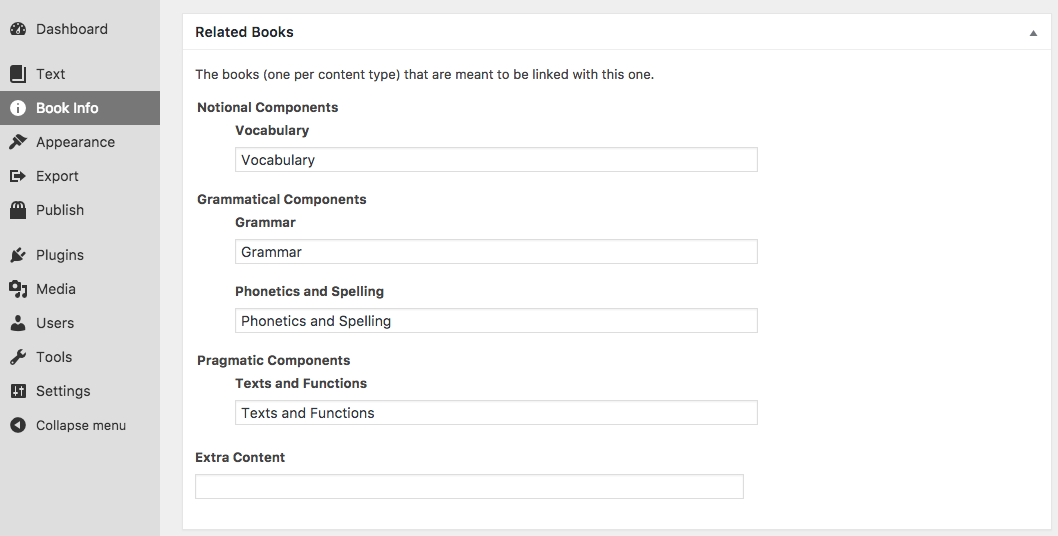 Dashboard
Text
Book Info
Appearance
Export
Publish
Plugins
Media
Users
Tools
Settings
Collapse menu
Related Books
The books (one per content type) that are meant to be linked with this one.
Notional Components
Vocabulary
Vocabulary
Grammatical Components
Grammar
Grammar
Phonetics and Spelling
Phonetics and Spelling
Pragmatic Components
Texts and Functions
Texts and Functions
Extra Content